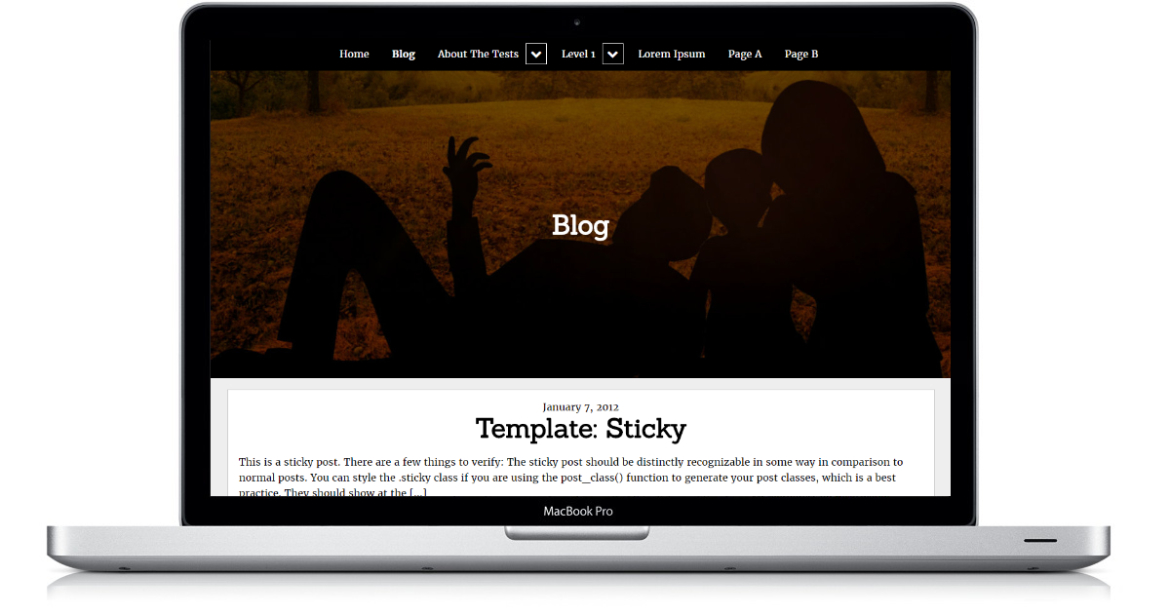 Home Blog About The Tests Level 1 Lorem Ipsum Page A Page B
Blog
January 7, 2012
Template: Sticky
This is a sticky post. There are a few things to verify: The sticky post should be distinctly recognizable in some way in comparison to
normal posts. You can style the .sticky class if you are using the post_class() function to generate your post classes, which is a best
practice. They should show at the [...]
MacBook Pro